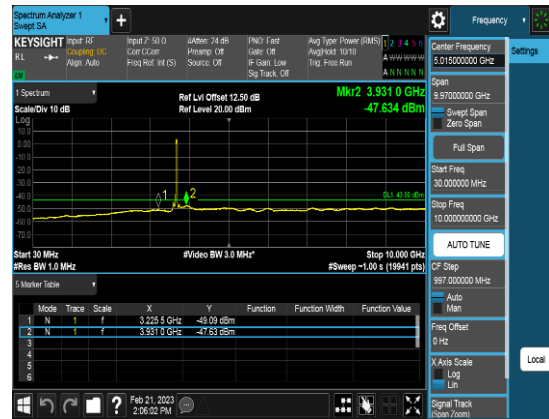 Spectrum Analyzer 1
Swept SA
Frequency
KEYSIGHT
RL
Input: RF
Coupling: DC
Align: Auto
Input Z: 50 Ω
Corr CCorr
Freq Ref: Int (S)
#Atten: 24 dB
Preamp: Off
Source: Off
PNO: Fast
Gate: Off
IF Gain: Low
Sig Track: Off
Avg Type: Power (RMS)
Avg|Hold: 10/10
Trig: Free Run
1 2 3 4 5 6
A W W W W W
A N N N N N
Center Frequency
5.015000000 GHz
Settings
Span
9.97000000 GHz
Swept Span
Zero Span
Full Span
Start Freq
30.000000 MHz
Stop Freq
10.000000000 GHz
AUTO TUNE
CF Step
997.000000 MHz
Auto
Man
Freq Offset
0 Hz
X Axis Scale
Log
Lin
Signal Track
(Span Zoom)
Local
1 Spectrum
Scale/Div 10 dB
Log
Ref Lvl Offset 12.50 dB
Ref Level 20.00 dBm
Mkr2 3.931 0 GHz
-47.634 dBm
10.0
0.00
-10.0
-20.0
-30.0
-40.0
-50.0
-60.0
-70.0
1
2
Start 30 MHz
#Res BW 1.0 MHz
#Video BW 3.0 MHz*
Stop 10.000 GHz
#Sweep ~1.00 s (19941 pts)
5 Marker Table
Mode Trace Scale X Y Function Function Width Function Value
1 N 1 f 3.225 5 GHz -49.09 dBm
2 N 1 f 3.931 0 GHz -47.63 dBm
3
4
5
6
?
Feb 21, 2023
2:06:02 PM